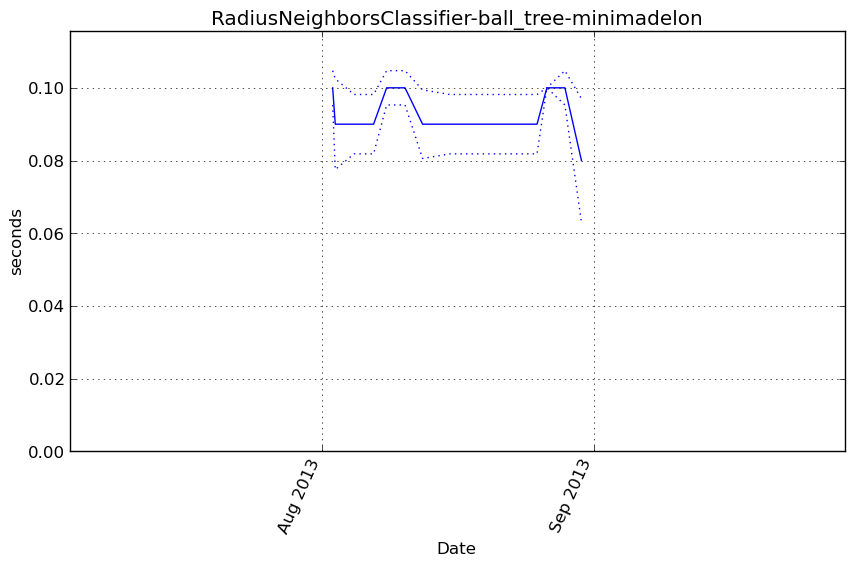 RadiusNeighborsClassifier-ball_tree-minimadelon
0.10
0.08
0.06
0.04
0.02
0.00
seconds
Aug 2013
Sep 2013
Date